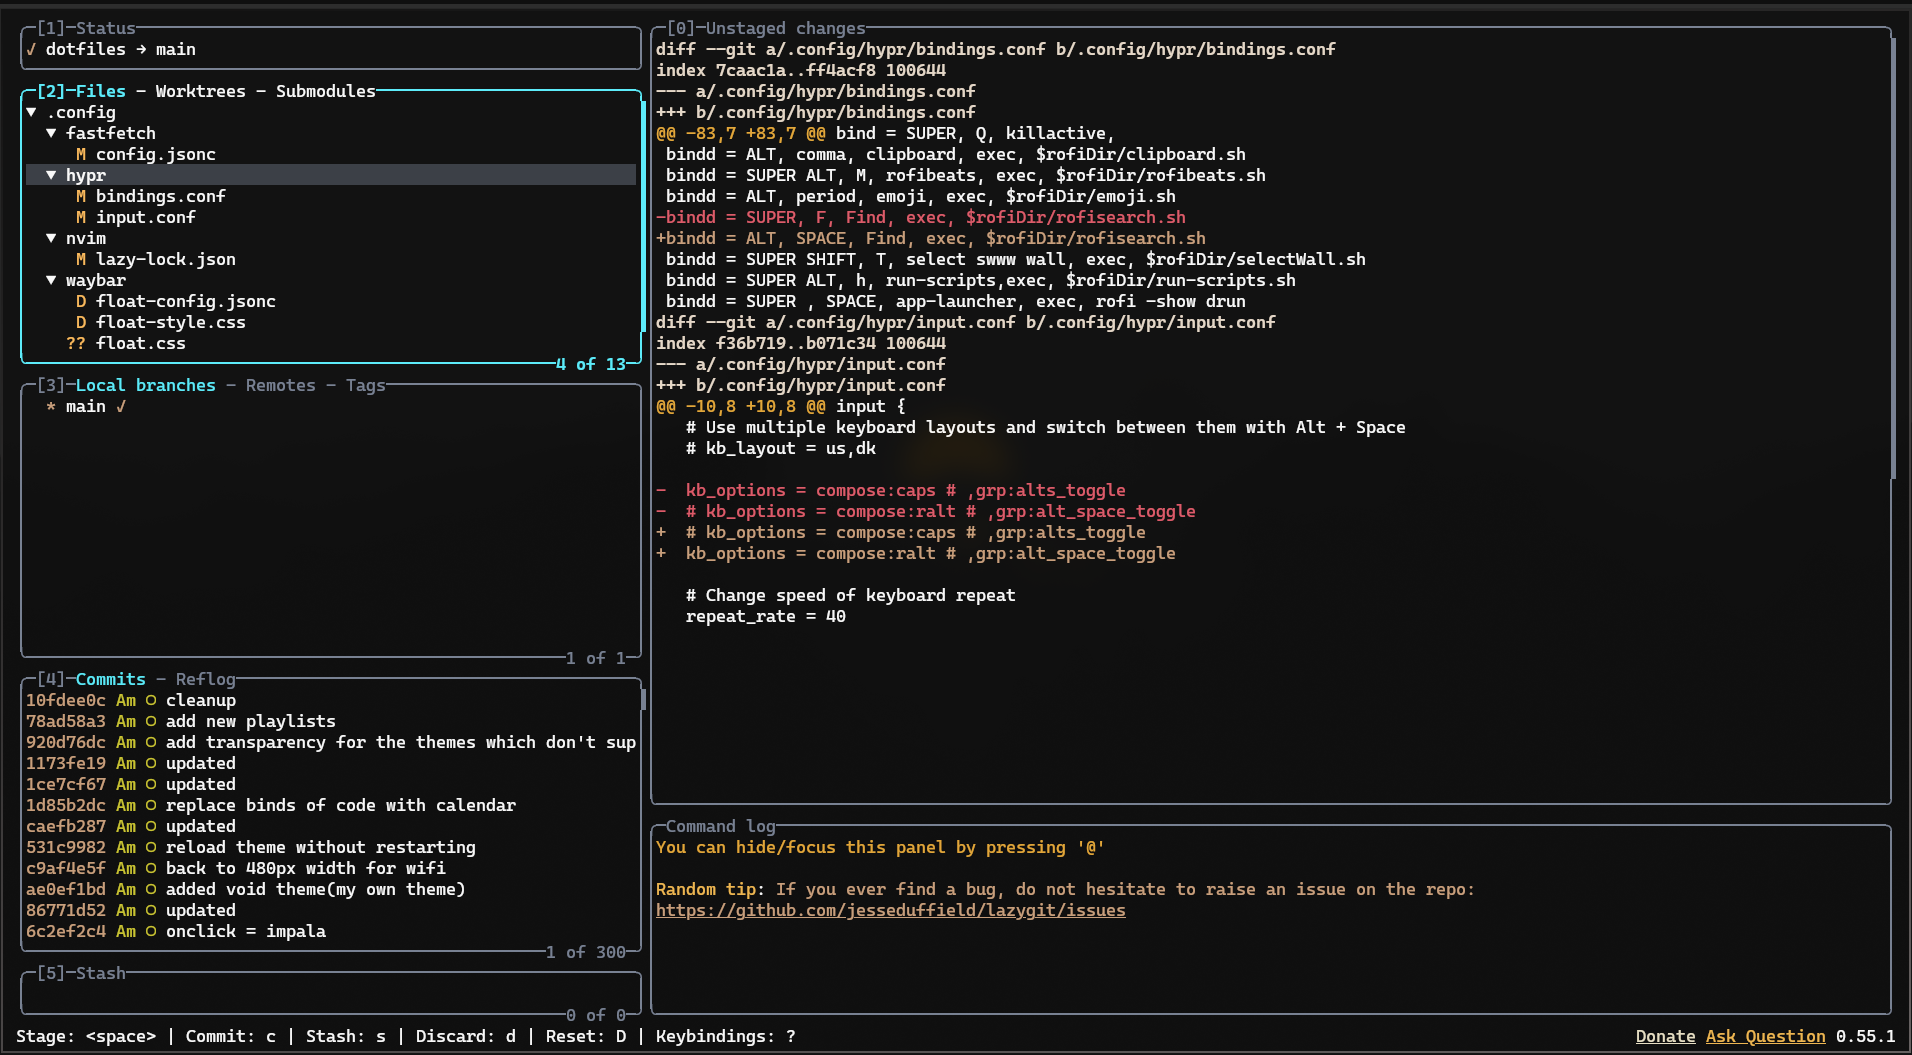 [1]─Status
✓ dotfiles → main
[2]─Files - Worktrees - Submodules
▼ .config
▼ fastfetch
M config.jsonc
▼ hypr
M bindings.conf
M input.conf
▼ nvim
M lazy-lock.json
▼ waybar
D float-config.jsonc
D float-style.css
?? float.css
4 of 13
[3]─Local branches - Remotes - Tags
* main ✓
1 of 1
[4]─Commits - Reflog
10fdee0c Am ○ cleanup
78ad58a3 Am ○ add new playlists
920d76dc Am ○ add transparency for the themes which don't sup
1173fe19 Am ○ updated
1ce7cf67 Am ○ updated
1d85b2dc Am ○ replace binds of code with calendar
caefb287 Am ○ updated
531c9982 Am ○ reload theme without restarting
c9af4e5f Am ○ back to 480px width for wifi
ae0ef1bd Am ○ added void theme(my own theme)
86771d52 Am ○ updated
6c2ef2c4 Am ○ onclick = impala
1 of 300
[5]─Stash
0 of 0
[0]─Unstaged changes
diff --git a/.config/hypr/bindings.conf b/.config/hypr/bindings.conf
index 7caac1a..ff4acf8 100644
--- a/.config/hypr/bindings.conf
+++ b/.config/hypr/bindings.conf
@@ -83,7 +83,7 @@ bind = SUPER, Q, killactive,
bindd = ALT, comma, clipboard, exec, $rofiDir/clipboard.sh
bindd = SUPER ALT, M, rofibeats, exec, $rofiDir/rofibeats.sh
bindd = ALT, period, emoji, exec, $rofiDir/emoji.sh
-bindd = SUPER, F, Find, exec, $rofiDir/rofisearch.sh
+bindd = ALT, SPACE, Find, exec, $rofiDir/rofisearch.sh
bindd = SUPER SHIFT, T, select swww wall, exec, $rofiDir/selectWall.sh
bindd = SUPER ALT, h, run-scripts,exec, $rofiDir/run-scripts.sh
bindd = SUPER , SPACE, app-launcher, exec, rofi -show drun
diff --git a/.config/hypr/input.conf b/.config/hypr/input.conf
index f36b719..b071c34 100644
--- a/.config/hypr/input.conf
+++ b/.config/hypr/input.conf
@@ -10,8 +10,8 @@ input {
# Use multiple keyboard layouts and switch between them with Alt + Space
# kb_layout = us,dk
- kb_options = compose:caps # ,grp:alts_toggle
- # kb_options = compose:ralt # ,grp:alt_space_toggle
+ # kb_options = compose:caps # ,grp:alts_toggle
+ kb_options = compose:ralt # ,grp:alt_space_toggle
# Change speed of keyboard repeat
repeat_rate = 40
Command log
You can hide/focus this panel by pressing '@'
Random tip: If you ever find a bug, do not hesitate to raise an issue on the repo:
https://github.com/jesseduffield/lazygit/issues
Stage: <space> | Commit: c | Stash: s | Discard: d | Reset: D | Keybindings: ?
Donate Ask Question 0.55.1